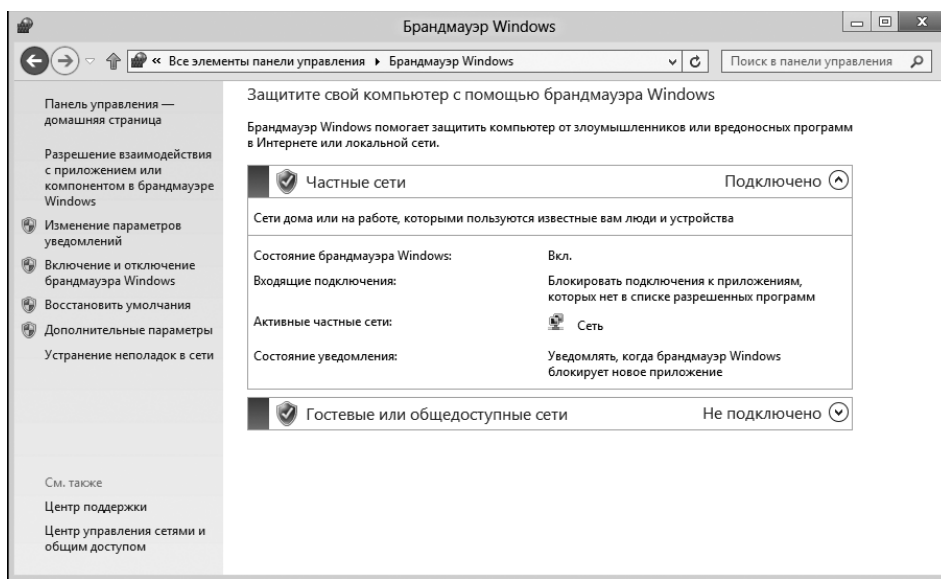 Брандмауэр Windows
« Все элементы панели управления ▸ Брандмауэр Windows
Поиск в панели управления
Панель управления —
домашняя страница
Разрешение взаимодействия
с приложением или
компонентом в брандмауэре
Windows
Изменение параметров
уведомлений
Включение и отключение
брандмауэра Windows
Восстановить умолчания
Дополнительные параметры
Устранение неполадок в сети
См. также
Центр поддержки
Центр управления сетями и
общим доступом
Защитите свой компьютер с помощью брандмауэра Windows
Брандмауэр Windows помогает защитить компьютер от злоумышленников или вредоносных программ
в Интернете или локальной сети.
Частные сети Подключено
Сети дома или на работе, которыми пользуются известные вам люди и устройства
Состояние брандмауэра Windows: Вкл.
Входящие подключения: Блокировать подключения к приложениям,
которых нет в списке разрешенных программ
Активные частные сети: Сеть
Состояние уведомления: Уведомлять, когда брандмауэр Windows
блокирует новое приложение
Гостевые или общедоступные сети Не подключено